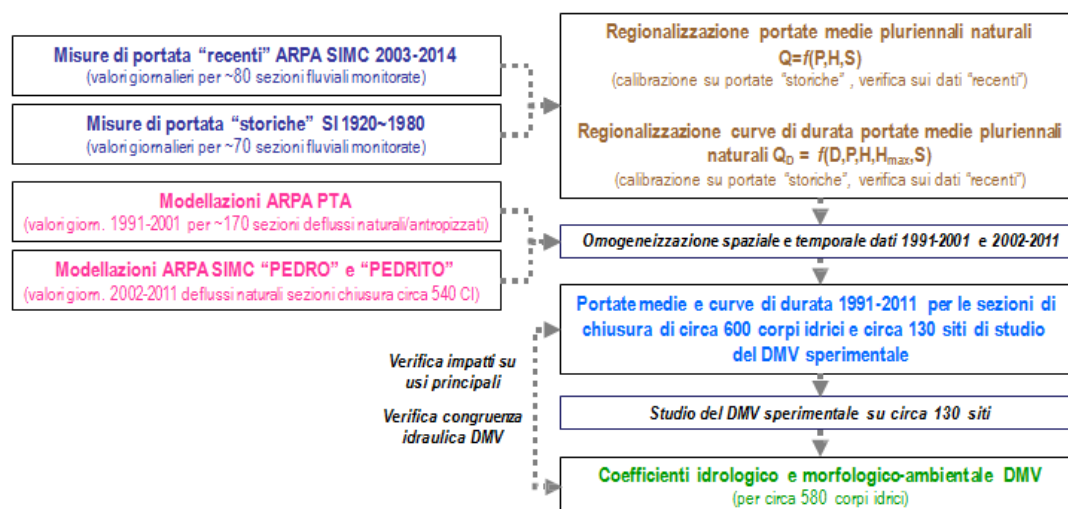 Misure di portata "recenti" ARPA SIMC 2003-2014
(valori giornalieri per ~80 sezioni fluviali monitorate)
Misure di portata "storiche" SI 1920~1980
(valori giornalieri per ~70 sezioni fluviali monitorate)
Modellazioni ARPA PTA
(valori giorn. 1991-2001 per ~170 sezioni deflussi naturali/antropizzati)
Modellazioni ARPA SIMC "PEDRO" e "PEDRITO"
(valori giorn. 2002-2011 deflussi naturali sezioni chiusura circa 540 CI)
Regionalizzazione portate medie pluriennali naturali
Q=f(P,H,S)
(calibrazione su portate "storiche" , verifica sui dati "recenti")
Regionalizzazione curve di durata portate medie pluriennali
naturali QD = f(D,P,H,Hmax,S)
(calibrazione su portate "storiche", verifica sui dati "recenti")
Omogeneizzazione spaziale e temporale dati 1991-2001 e 2002-2011
Portate medie e curve di durata 1991-2011 per le sezioni di
chiusura di circa 600 corpi idrici e circa 130 siti di studio
del DMV sperimentale
Verifica impatti su
usi principali
Verifica congruenza
idraulica DMV
Studio del DMV sperimentale su circa 130 siti
Coefficienti idrologico e morfologico-ambientale DMV
(per circa 580 corpi idrici)